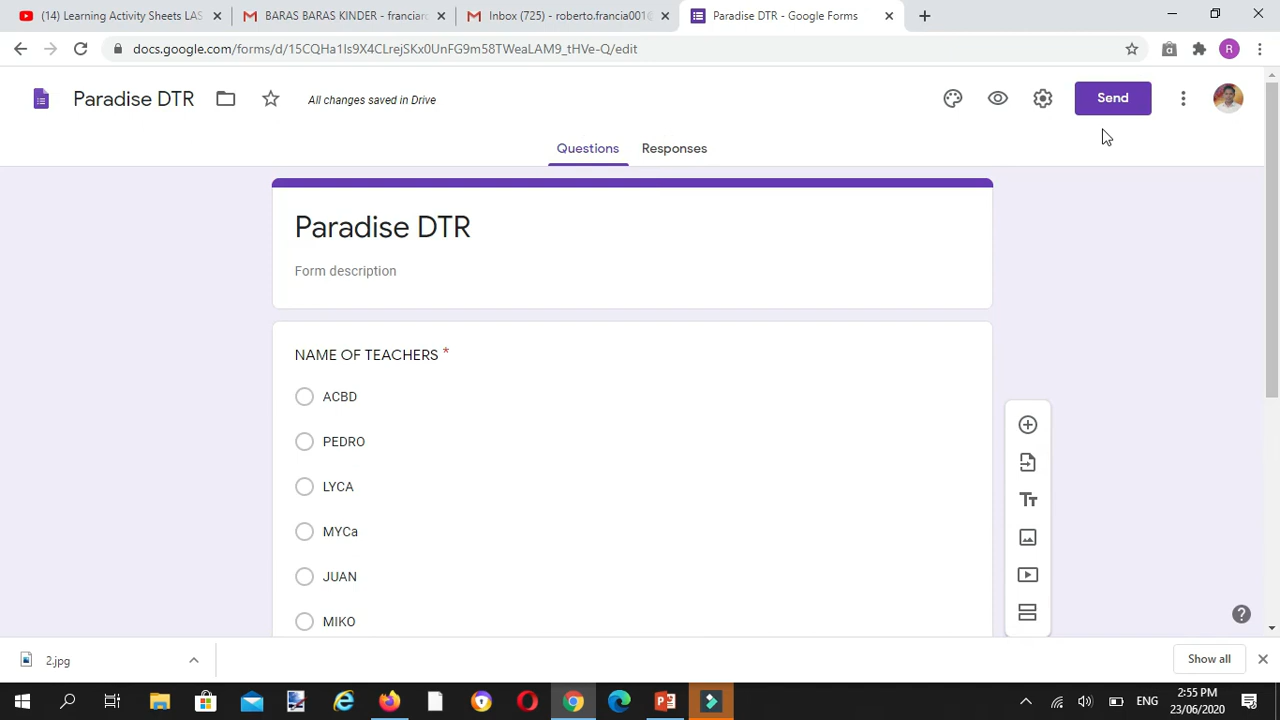 (14) Learning Activity Sheets LAS
BARAS BARAS KINDER - francia
Inbox (725) - roberto.francia001@
Paradise DTR - Google Forms
docs.google.com/forms/d/15CQHa1Is9X4CLrejSKx0UnFG9m58TWeaLAM9_tHVe-Q/edit
R
Paradise DTR
All changes saved in Drive
Send
Questions
Responses
Paradise DTR
Form description
NAME OF TEACHERS *
ACBD
PEDRO
LYCA
MYCa
JUAN
MIKO
2.jpg
Show all
ENG
2:55 PM
23/06/2020